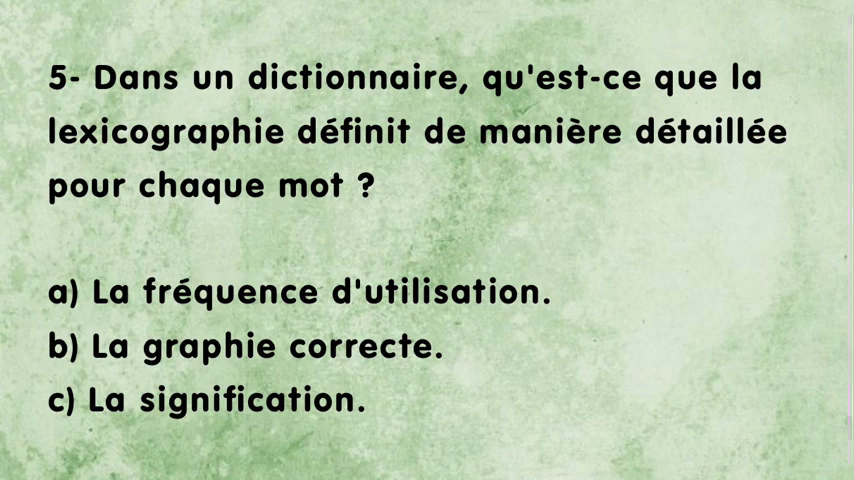 5- Dans un dictionnaire, qu'est-ce que la
lexicographie définit de manière détaillée
pour chaque mot ?
a) La fréquence d'utilisation.
b) La graphie correcte.
c) La signification.